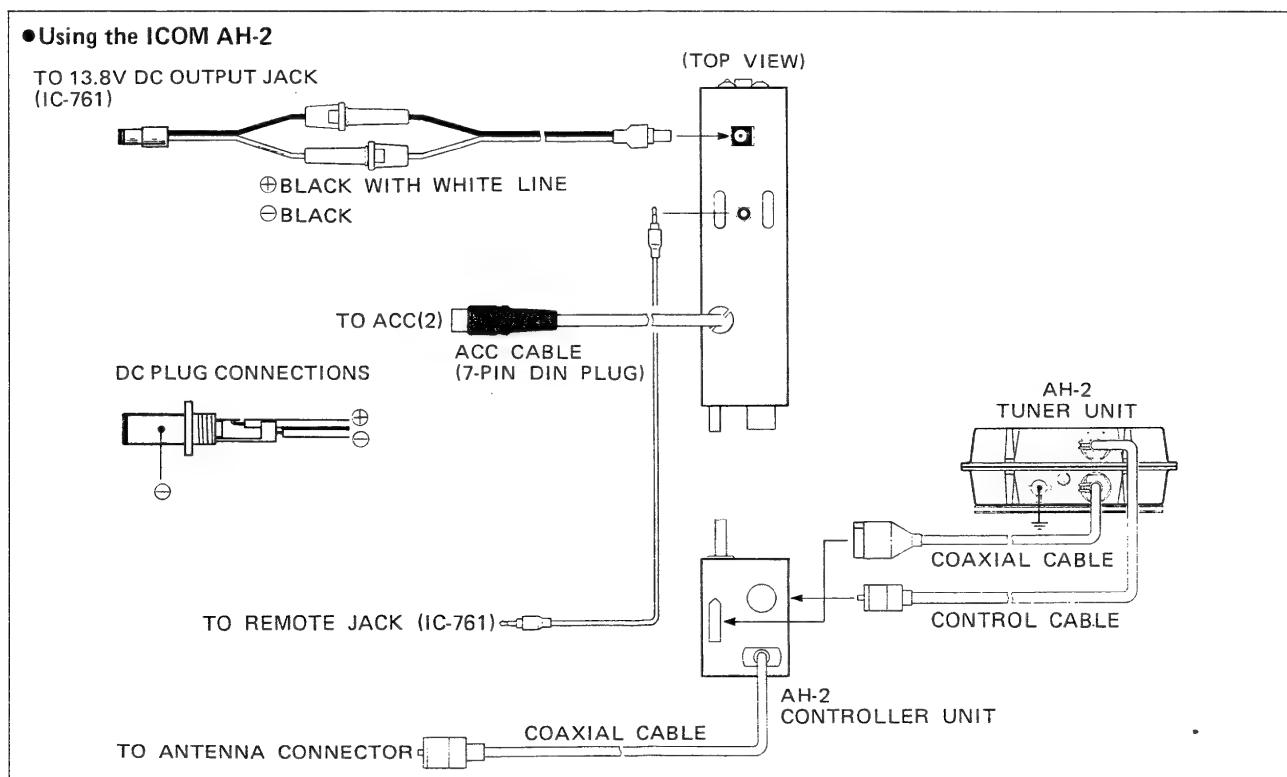 ●Using the ICOM AH-2
TO 13.8V DC OUTPUT JACK
(IC-761)
(TOP VIEW)
⊕BLACK WITH WHITE LINE
⊖BLACK
TO ACC(2)
ACC CABLE
(7-PIN DIN PLUG)
DC PLUG CONNECTIONS
⊕
⊖
⊖
AH-2
TUNER UNIT
COAXIAL CABLE
CONTROL CABLE
TO REMOTE JACK (IC-761)
AH-2
CONTROLLER UNIT
COAXIAL CABLE
TO ANTENNA CONNECTOR